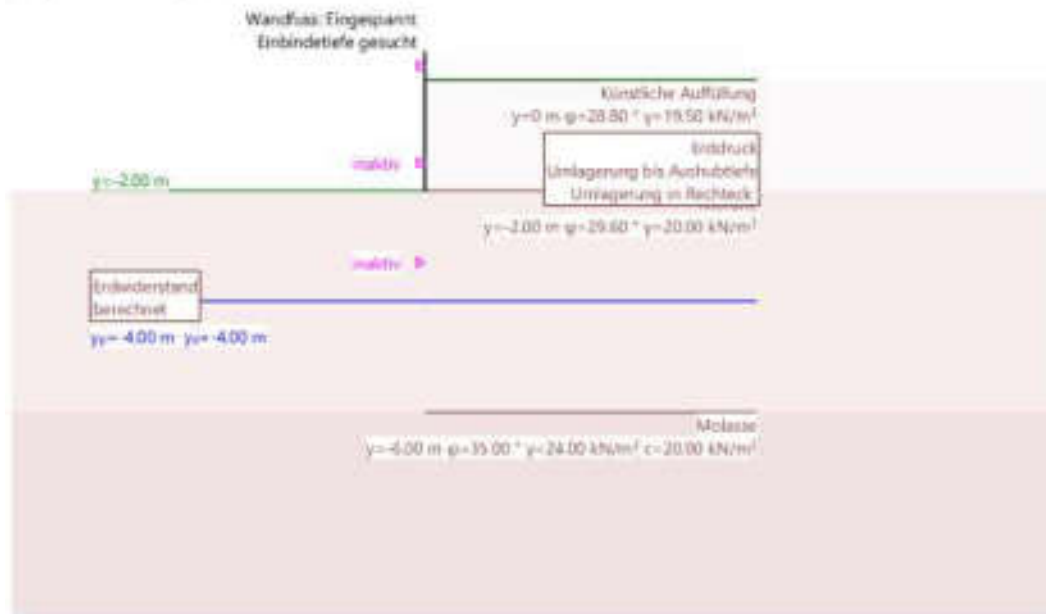 Wandfuss: Eingespannt
Einbindetiefe gesucht
Künstliche Auffüllung
y=0 m φ=28.80 ° γ=19.50 kN/m³
inaktiv
Erddruck
Umlagerung bis Aushubtiefe
Umlagerung in Rechteck
y=-2.00 m
y=-2.00 m φ=29.60 ° γ=20.00 kN/m³
inaktiv
Erdwiderstand
berechnet
y=-4.00 m y=-4.00 m
Molasse
y=-6.00 m φ=35.00 ° γ=24.00 kN/m³ c=20.00 kN/m²